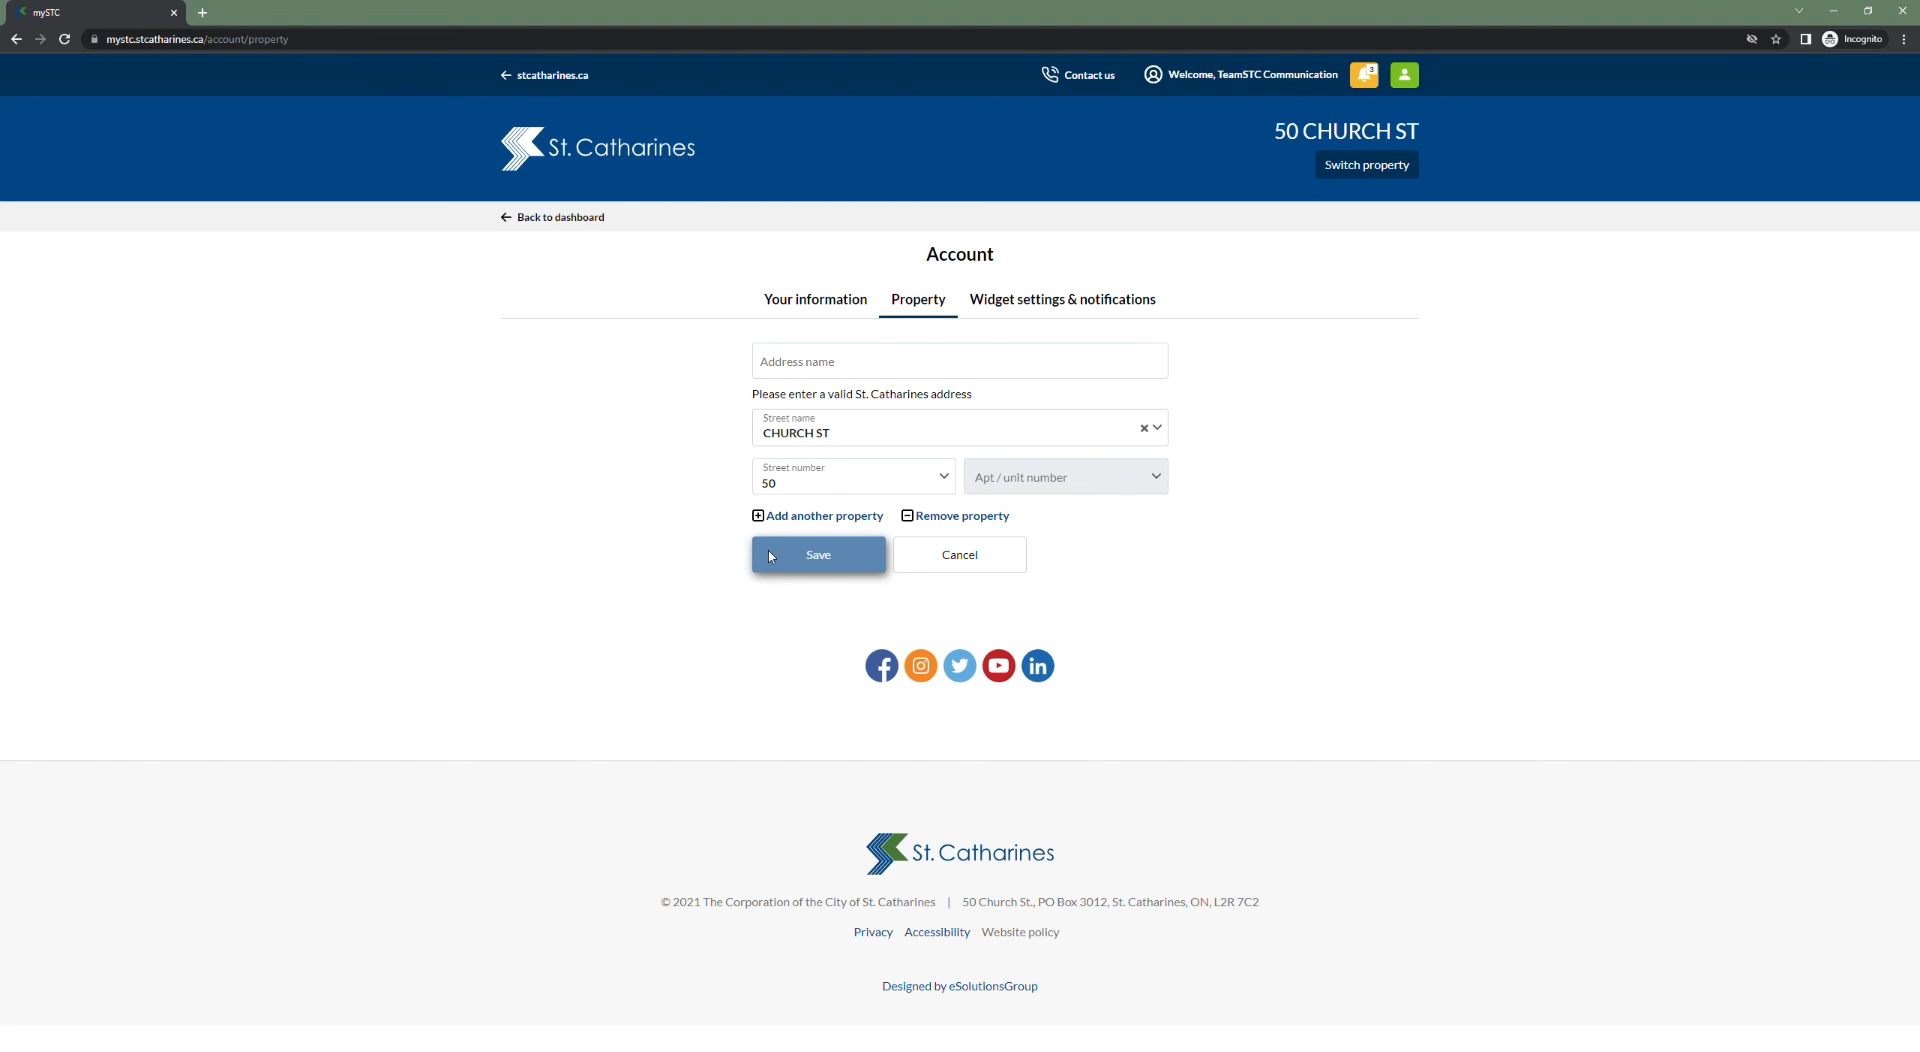 mySTC
mystc.stcatharines.ca/account/property
Incognito
stcatharines.ca
Contact us
Welcome, TeamSTC Communication
3
St. Catharines
50 CHURCH ST
Switch property
Back to dashboard
Account
Your information
Property
Widget settings & notifications
Address name
Please enter a valid St. Catharines address
Street name
CHURCH ST
Street number
50
Apt / unit number
Add another property
Remove property
Save
Cancel
St. Catharines
© 2021 The Corporation of the City of St. Catharines | 50 Church St., PO Box 3012, St. Catharines, ON, L2R 7C2
Privacy Accessibility Website policy
Designed by eSolutionsGroup